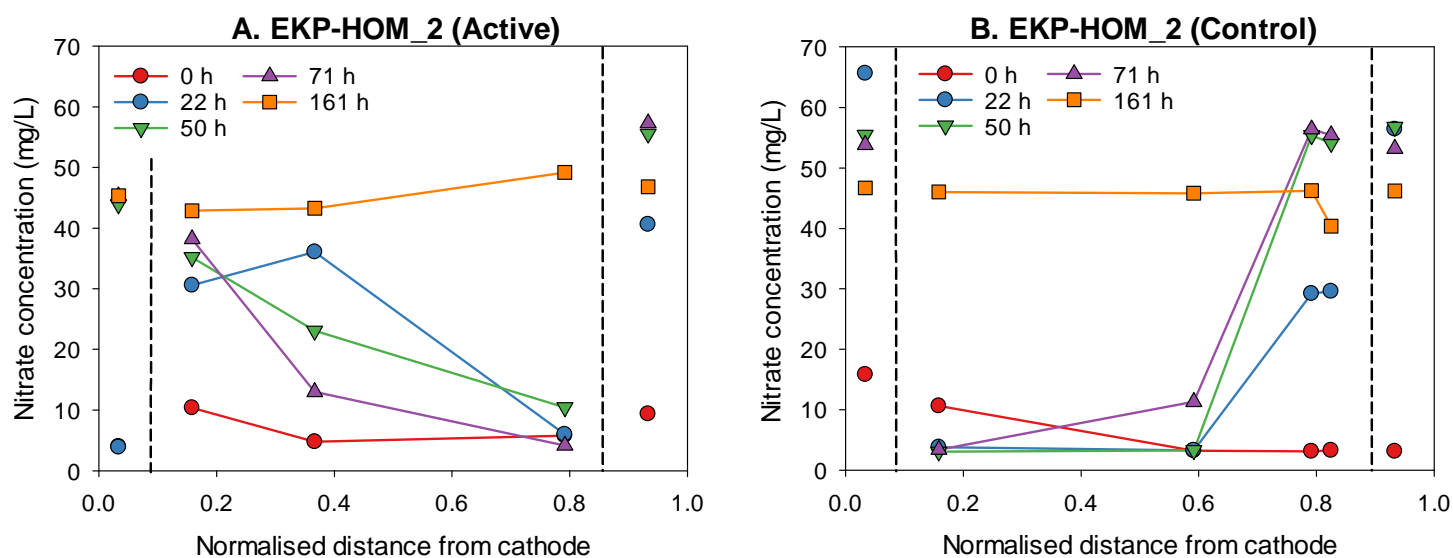 A. EKP-HOM_2 (Active)
70
60
50
40
30
20
10
0
Nitrate concentration (mg/L)
0 h
22 h
50 h
71 h
161 h
0.0 0.2 0.4 0.6 0.8 1.0
Normalised distance from cathode
B. EKP-HOM_2 (Control)
70
60
50
40
30
20
10
0
Nitrate concentration (mg/L)
0 h
22 h
50 h
71 h
161 h
0.0 0.2 0.4 0.6 0.8 1.0
Normalised distance from cathode